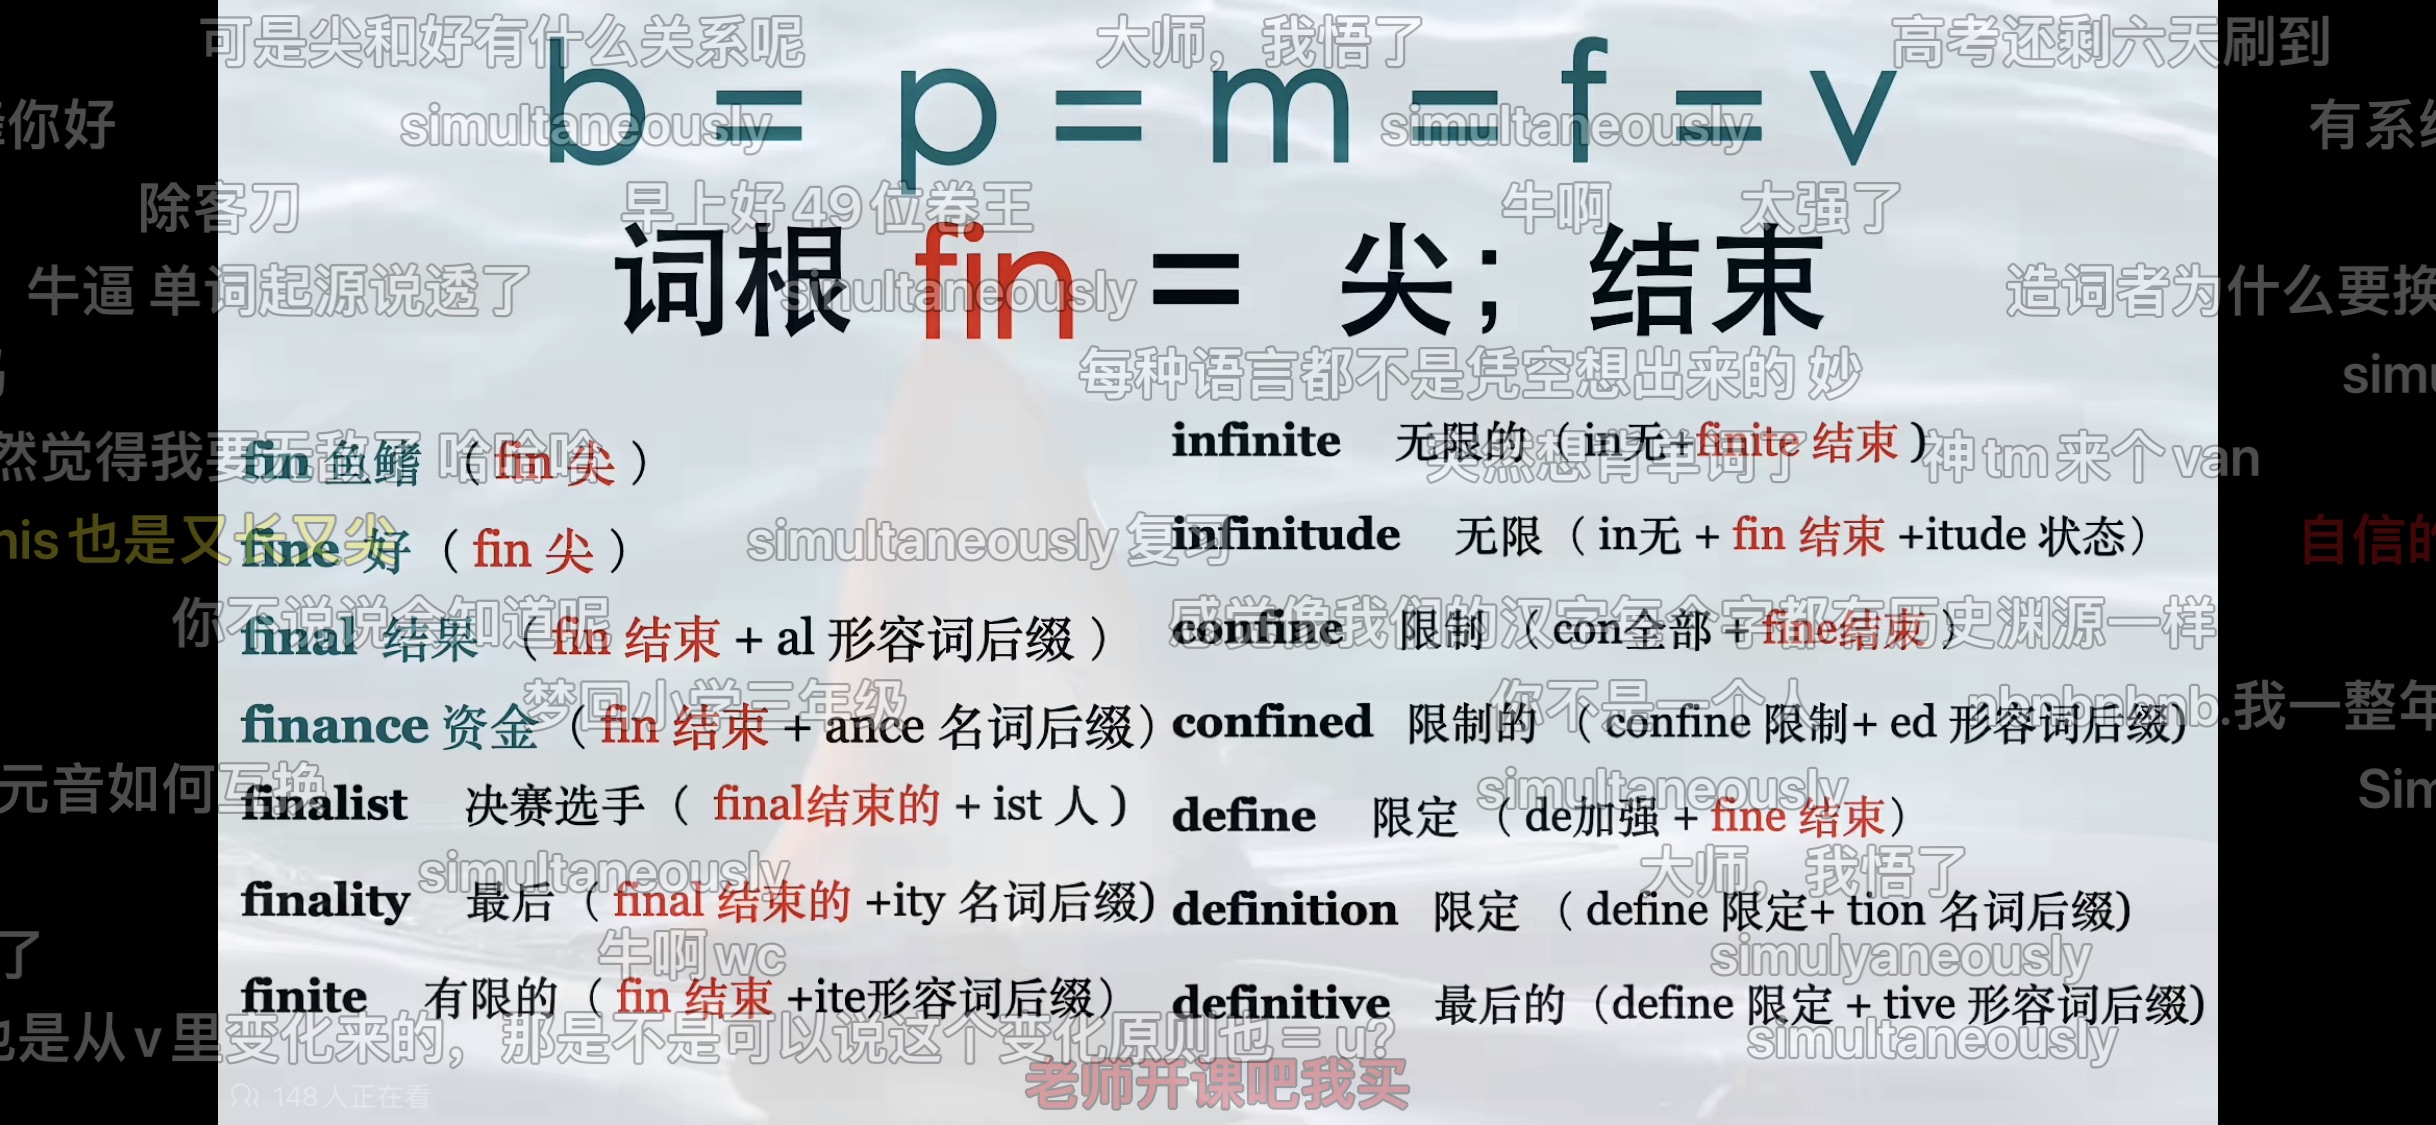 可是尖和好有什么关系呢
大师，我悟了
高考还剩六天刷到
b = p = m = f = v
你好
simultaneously
simultaneously
有系
除客刀
早上好49位卷王
牛啊
太强了
词根 fin = 尖；结束
牛逼 单词起源说透了
simultaneously
造词者为什么要换
每种语言都不是凭空想出来的 妙
simu
fin 鱼鳍 （ fin 尖 ）
然觉得我要无敌了 哈哈哈
infinite 无限的 （ in无+finite 结束 ）
突然想背单词了
神tm来个van
fine 好 （ fin 尖 ）
nis也是又长又尖
simultaneously 复习
infinitude 无限 （ in无 + fin 结束 +itude 状态）
自信的
final 结果 （ fin 结束 + al 形容词后缀 ）
你不说说会知道呢
confine 限制 （ con全部 + fine结束 ）
感觉像我们的汉字每个字都有历史渊源一样
finance 资金 （ fin 结束 + ance 名词后缀）
梦回小学三年级
confined 限制的 （ confine 限制+ ed 形容词后缀)
你不是一个人
nbnbnbnb.我一整年
finalist 决赛选手 （ final结束的 + ist 人 ）
元音如何互换
simultaneously
Sim
define 限定 （ de加强 + fine 结束）
finality 最后 （ final 结束的 +ity 名词后缀)
simultaneously
大师，我悟了
definition 限定 （ define 限定+ tion 名词后缀)
了
牛啊wc
simulyaneously
finite 有限的 （ fin 结束 +ite形容词后缀）
definitive 最后的（define 限定 + tive 形容词后缀)
也是从v里变化来的，那是不是可以说这个变化原则也＝u?
simultaneously
老师开课吧我买
148人正在看